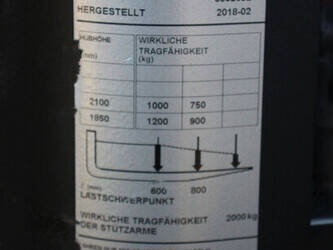 HERGESTELLT 2018-02
HUBHÖHE WIRKLICHE
TRAGFÄHIGKEIT
(mm) (kg)
2100 1000 750
1850 1200 900
(mm) 600 800
LASTSCHWERPUNKT
WIRKLICHE TRAGFÄHIGKEIT 2000 kg
DER STÜTZARME